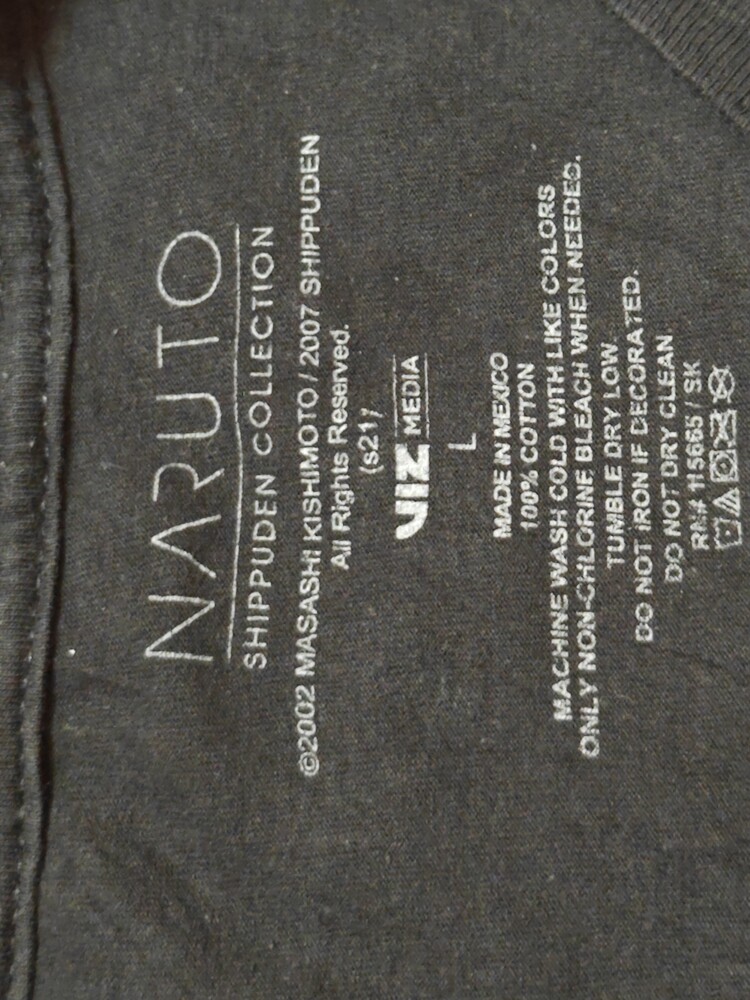 NARUTO
SHIPPUDEN COLLECTION
©2002 MASASHI KISHIMOTO / 2007 SHIPPUDEN
All Rights Reserved.
(s21)
VIZ MEDIA
L
MADE IN MEXICO
100% COTTON
MACHINE WASH COLD WITH LIKE COLORS
ONLY NON-CHLORINE BLEACH WHEN NEEDED.
TUMBLE DRY LOW.
DO NOT IRON IF DECORATED.
DO NOT DRY CLEAN
RN# 115665 / SK